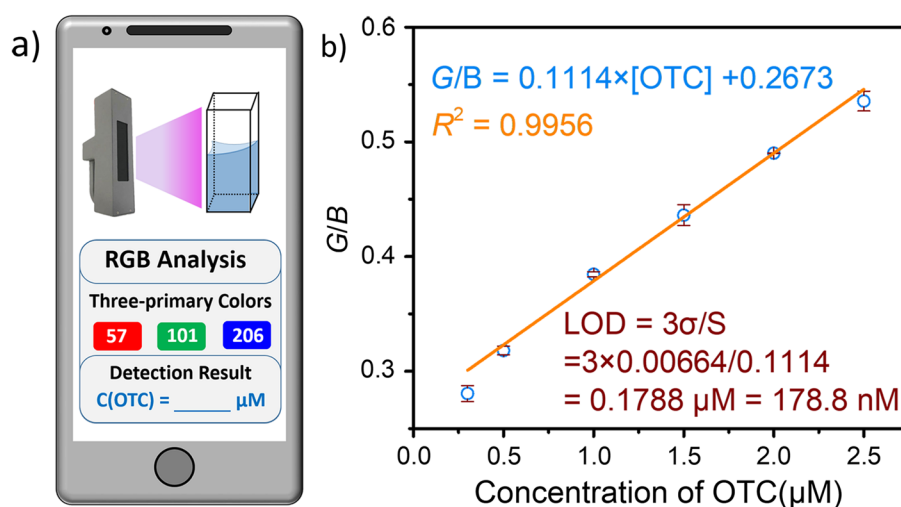 a)
RGB Analysis
Three-primary Colors
57 101 206
Detection Result
C(OTC) = ______ μM
b)
G/B = 0.1114×[OTC] +0.2673
R² = 0.9956
LOD = 3σ/S
=3×0.00664/0.1114
= 0.1788 μM = 178.8 nM
G/B
0.6
0.5
0.4
0.3
0.0 0.5 1.0 1.5 2.0 2.5
Concentration of OTC(μM)